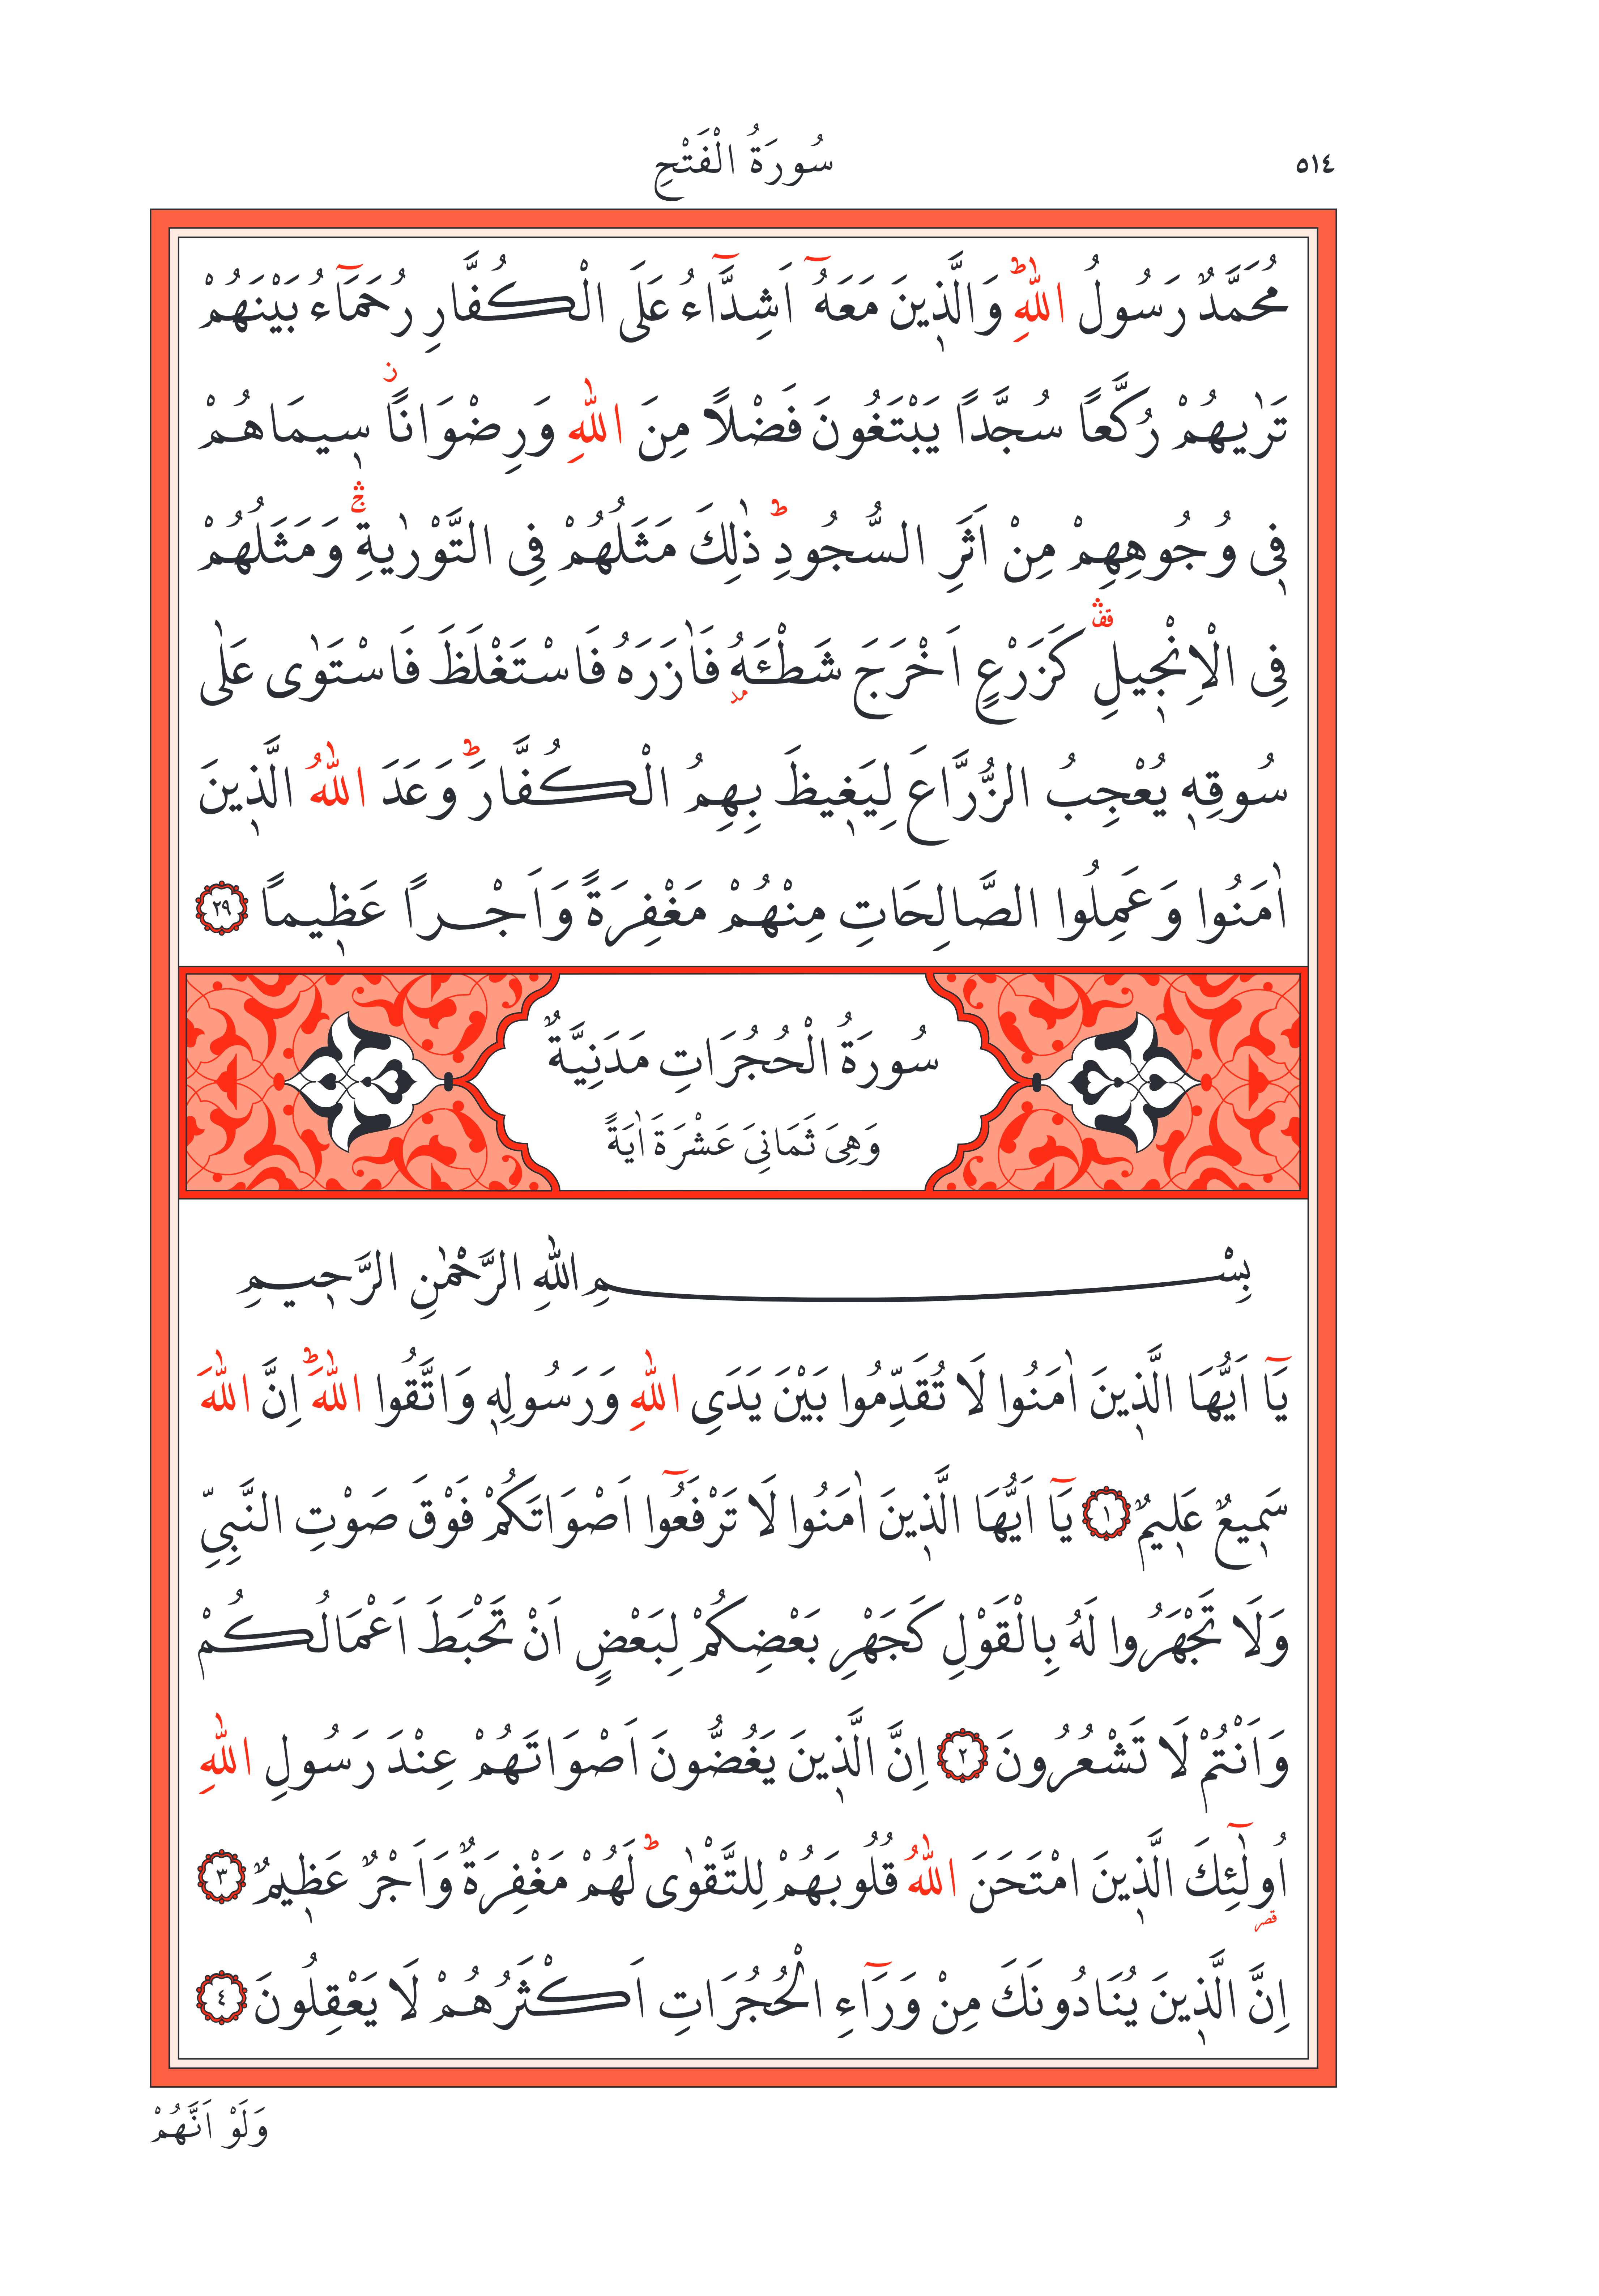 ٥١٤
سُورَةُ الْفَتْحِ
مُحَمَّدٌ رَسُولُ اللّٰهِۜ وَالَّذ۪ينَ مَعَهُٓ اَشِدَّٓاءُ عَلَى الْكُفَّارِ رُحَمَٓاءُ بَيْنَهُمْ
تَرٰيهُمْ رُكَّعًا سُجَّدًا يَبْتَغُونَ فَضْلًا مِنَ اللّٰهِ وَرِضْوَانًاۘ س۪يمَاهُمْ
ف۪ي وُجُوهِهِمْ مِنْ اَثَرِ السُّجُودِۜ ذٰلِكَ مَثَلُهُمْ فِي التَّوْرٰيةِۚۛ وَمَثَلُهُمْ
فِي الْاِنْج۪يلِ۠ۛ كَزَرْعٍ اَخْرَجَ شَطْـَٔهُ فَاٰزَرَهُ فَاسْتَغْلَظَ فَاسْتَوٰى عَلٰى
سُوقِه۪ يُعْجِبُ الزُّرَّاعَ لِيَغ۪يظَ بِهِمُ الْكُفَّارَۜ وَعَدَ اللّٰهُ الَّذ۪ينَ
اٰمَنُوا وَعَمِلُوا الصَّالِحَاتِ مِنْهُمْ مَغْفِرَةً وَاَجْرًا عَظ۪يمًا ﴿٢٩﴾
سُورَةُ الْحُجُرَاتِ مَدَنِيَّةٌ
وَهِيَ ثَمَانِيَ عَشْرَةَ اٰيَةً
بِسْمِ اللّٰهِ الرَّحْمٰنِ الرَّح۪يمِ
يَٓا اَيُّهَا الَّذ۪ينَ اٰمَنُوا لَا تُقَدِّمُوا بَيْنَ يَدَيِ اللّٰهِ وَرَسُولِه۪ وَاتَّقُوا اللّٰهَۜ اِنَّ اللّٰهَ
سَم۪يعٌ عَل۪يمٌ ﴿١﴾ يَٓا اَيُّهَا الَّذ۪ينَ اٰمَنُوا لَا تَرْفَعُٓوا اَصْوَاتَكُمْ فَوْقَ صَوْتِ النَّبِيِّ
وَلَا تَجْهَرُوا لَهُ بِالْقَوْلِ كَجَهْرِ بَعْضِكُمْ لِبَعْضٍ اَنْ تَحْبَطَ اَعْمَالُكُمْ
وَاَنْتُمْ لَا تَشْعُرُونَ ﴿٢﴾ اِنَّ الَّذ۪ينَ يَغُضُّونَ اَصْوَاتَهُمْ عِنْدَ رَسُولِ اللّٰهِ
اُو۬لٰٓئِكَ الَّذ۪ينَ امْتَحَنَ اللّٰهُ قُلُوبَهُمْ لِلتَّقْوٰىۜ لَهُمْ مَغْفِرَةٌ وَاَجْرٌ عَظ۪يمٌ ﴿٣﴾
اِنَّ الَّذ۪ينَ يُنَادُونَكَ مِنْ وَرَٓاءِ الْحُجُرَاتِ اَكْثَرُهُمْ لَا يَعْقِلُونَ ﴿٤﴾
وَلَوْ اَنَّهُمْ